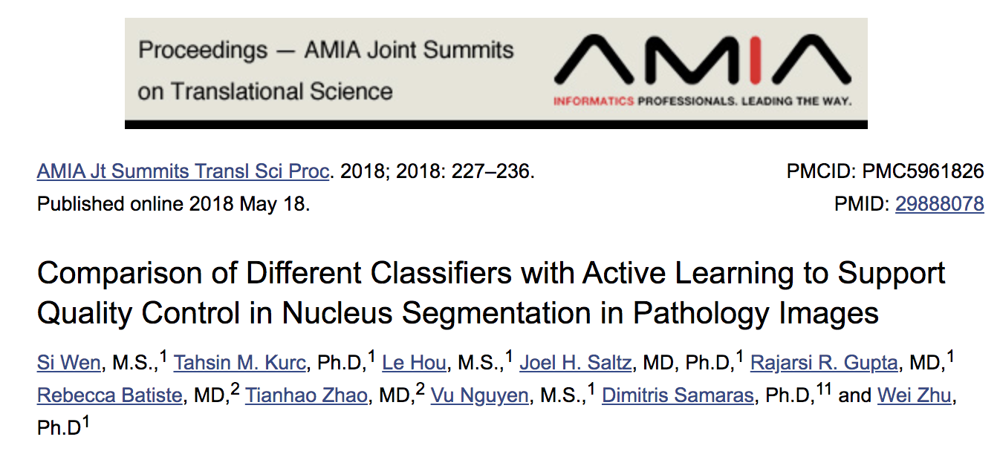 Proceedings — AMIA Joint Summits
on Translational Science
AMIA
INFORMATICS PROFESSIONALS. LEADING THE WAY.
AMIA Jt Summits Transl Sci Proc. 2018; 2018: 227–236.
PMCID: PMC5961826
Published online 2018 May 18.
PMID: 29888078
Comparison of Different Classifiers with Active Learning to Support
Quality Control in Nucleus Segmentation in Pathology Images
Si Wen, M.S.,1 Tahsin M. Kurc, Ph.D,1 Le Hou, M.S.,1 Joel H. Saltz, MD, Ph.D,1 Rajarsi R. Gupta, MD,1
Rebecca Batiste, MD,2 Tianhao Zhao, MD,2 Vu Nguyen, M.S.,1 Dimitris Samaras, Ph.D,11 and Wei Zhu,
Ph.D1